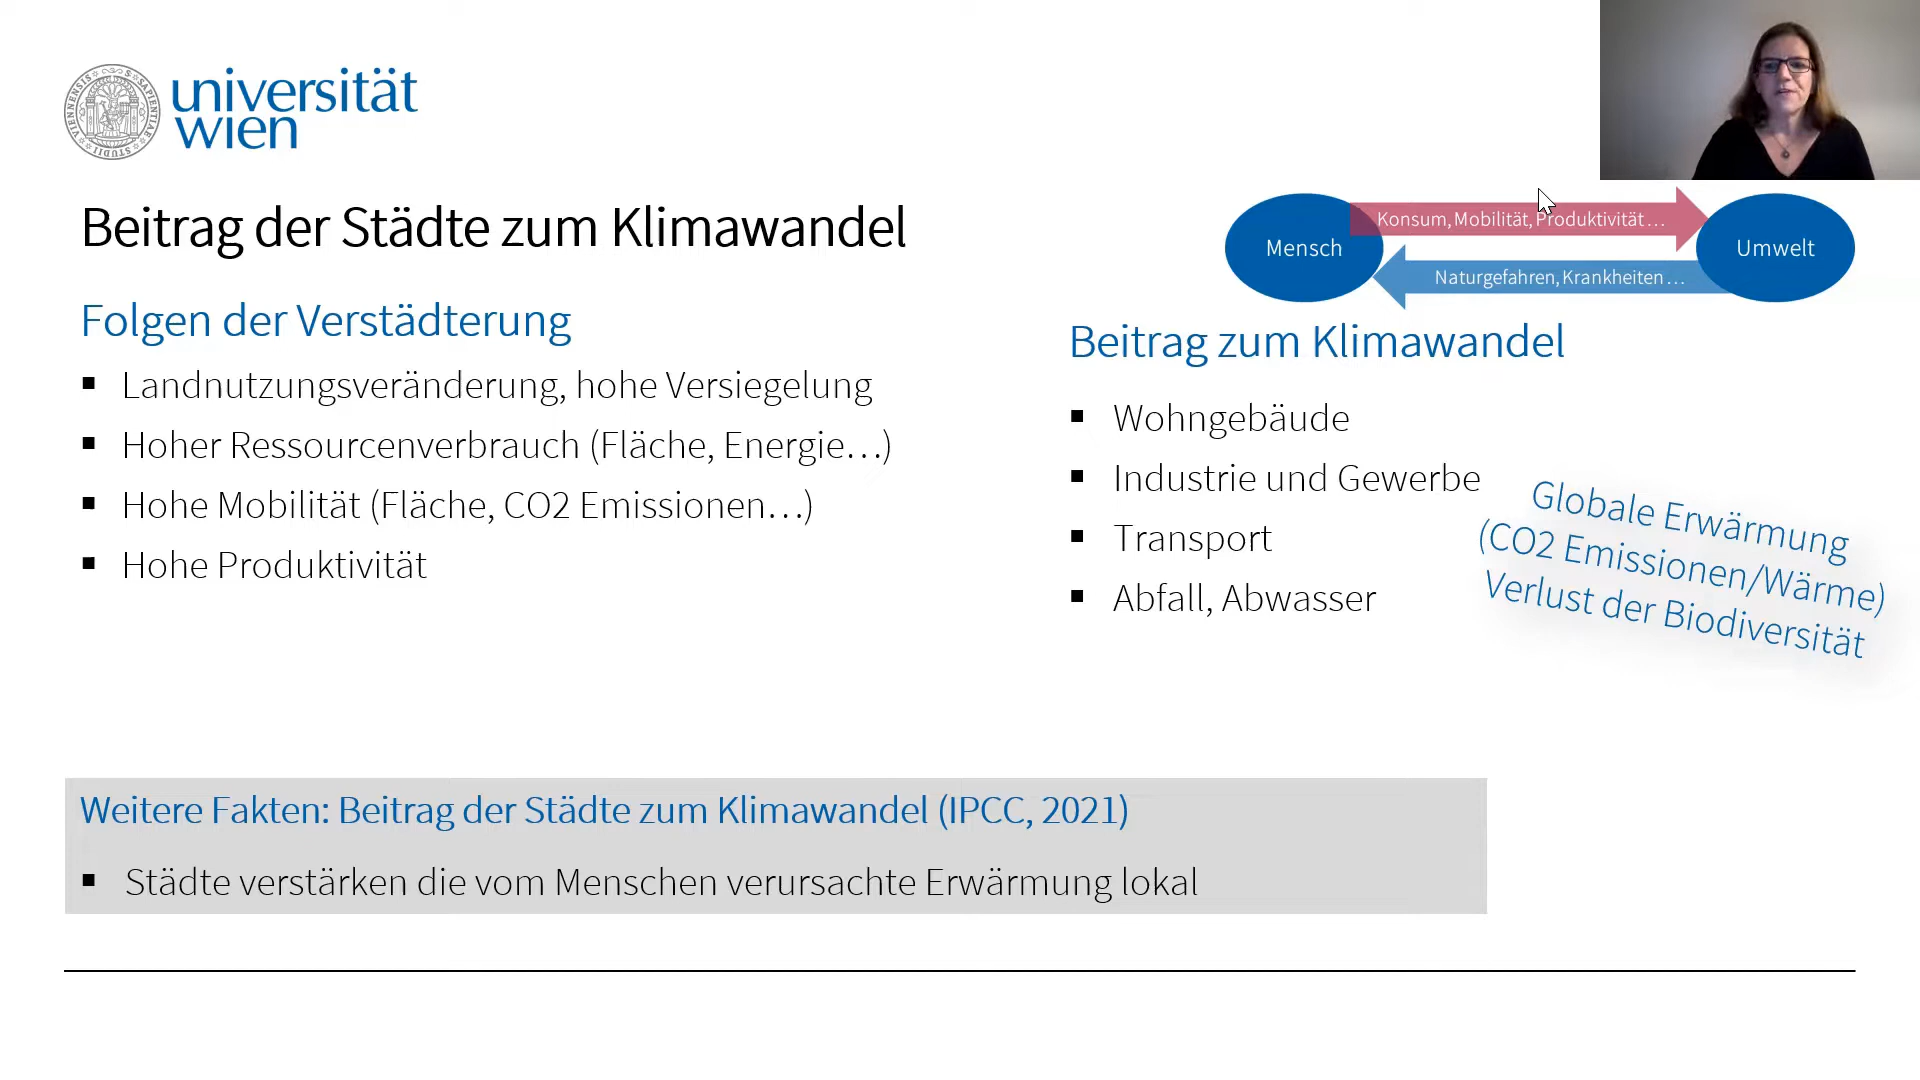 universität
wien
Beitrag der Städte zum Klimawandel
Mensch
Konsum, Mobilität, Produktivität…
Naturgefahren, Krankheiten…
Umwelt
Folgen der Verstädterung
▪ Landnutzungsveränderung, hohe Versiegelung
▪ Hoher Ressourcenverbrauch (Fläche, Energie…)
▪ Hohe Mobilität (Fläche, CO2 Emissionen…)
▪ Hohe Produktivität
Beitrag zum Klimawandel
▪ Wohngebäude
▪ Industrie und Gewerbe
▪ Transport
▪ Abfall, Abwasser
Globale Erwärmung
(CO2 Emissionen/Wärme)
Verlust der Biodiversität
Weitere Fakten: Beitrag der Städte zum Klimawandel (IPCC, 2021)
▪ Städte verstärken die vom Menschen verursachte Erwärmung lokal